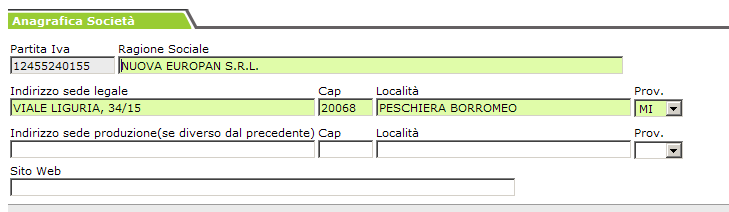 Anagrafica Società
Partita Iva Ragione Sociale
12455240155 NUOVA EUROPAN S.R.L.
Indirizzo sede legale Cap Località Prov.
VIALE LIGURIA, 34/15 20068 PESCHIERA BORROMEO MI
Indirizzo sede produzione(se diverso dal precedente) Cap Località Prov.
Sito Web